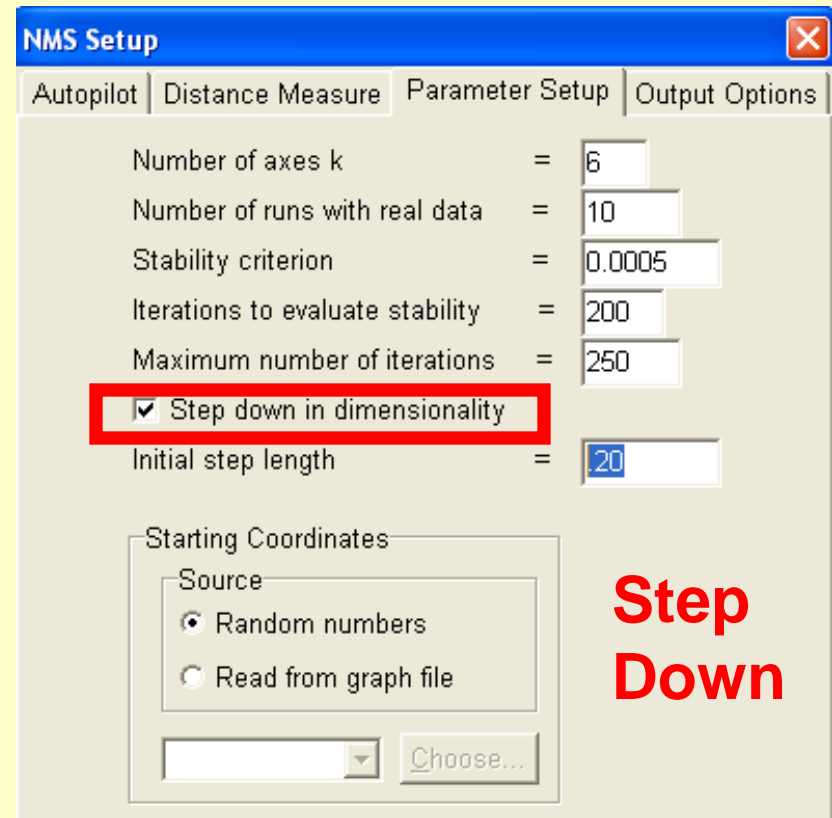 NMS Setup
Autopilot Distance Measure Parameter Setup Output Options
Number of axes k = 6
Number of runs with real data = 10
Stability criterion = 0.0005
Iterations to evaluate stability = 200
Maximum number of iterations = 250
Step down in dimensionality
Initial step length = .20
Starting Coordinates
Source
Random numbers
Read from graph file
Choose...
Step
Down